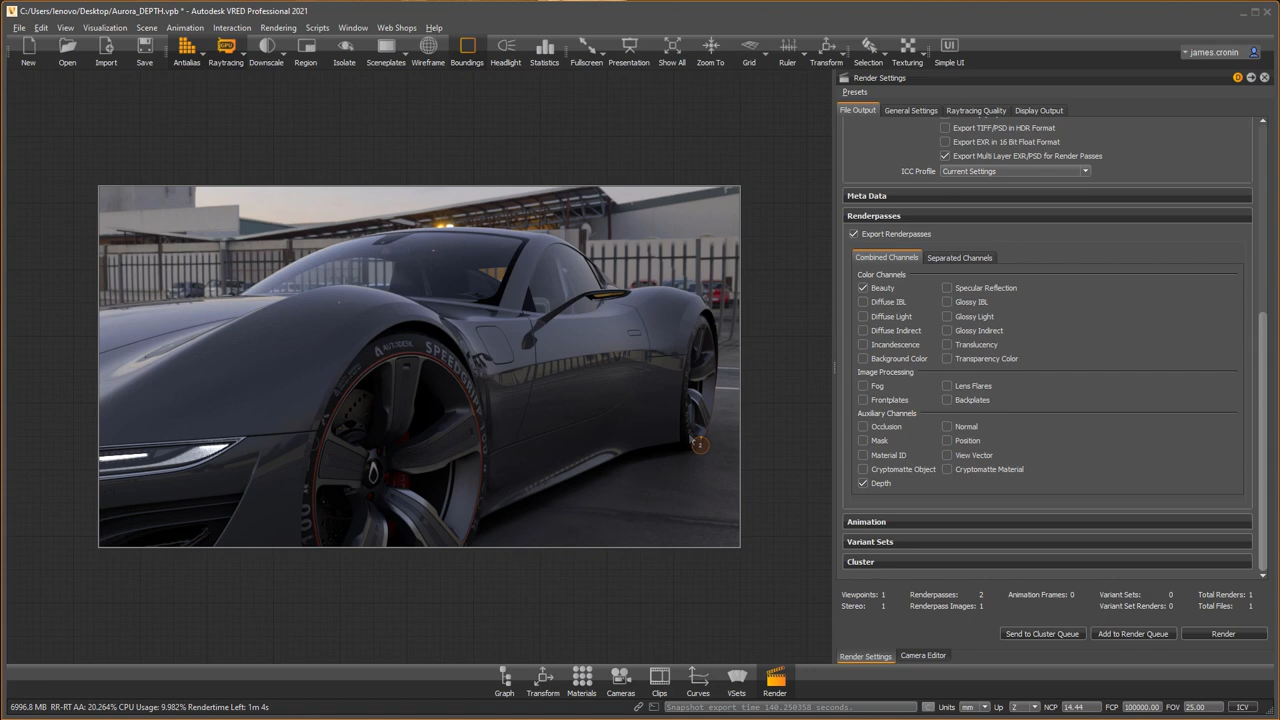 C:/Users/lenovo/Desktop/Aurora_DEPTH.vpb * - Autodesk VRED Professional 2021
File Edit View Visualization Scene Animation Interaction Rendering Scripts Window Web Shops Help
New Open Import Save Antialias Raytracing Downscale Region Isolate Sceneplates Wireframe Boundings Headlight Statistics Fullscreen Presentation Show All Zoom To Grid Ruler Transform Selection Texturing Simple UI
GPU
UI
james.cronin
Render Settings
D
Presets
File Output General Settings Raytracing Quality Display Output
Export TIFF/PSD in HDR Format
Export EXR in 16 Bit Float Format
Export Multi Layer EXR/PSD for Render Passes
ICC Profile Current Settings
Meta Data
Renderpasses
Export Renderpasses
Combined Channels Separated Channels
Color Channels
Beauty Specular Reflection
Diffuse IBL Glossy IBL
Diffuse Light Glossy Light
Diffuse Indirect Glossy Indirect
Incandescence Translucency
Background Color Transparency Color
Image Processing
Fog Lens Flares
Frontplates Backplates
Auxiliary Channels
Occlusion Normal
Mask Position
Material ID View Vector
Cryptomatte Object Cryptomatte Material
Depth
Animation
Variant Sets
Cluster
Viewpoints: 1 Renderpasses: 2 Animation Frames: 0 Variant Sets: 0 Total Renders: 1
Stereo: 1 Renderpass Images: 1 Variant Set Renders: 0 Total Files: 1
Send to Cluster Queue Add to Render Queue Render
Render Settings Camera Editor
AUTODESK
2
Graph Transform Materials Cameras Clips Curves VSets Render
6996.8 MB RR-RT AA: 20.264% CPU Usage: 9.982% Rendertime Left: 1m 4s
Snapshot export time 140.250358 seconds.
C Units mm Up Z NCP 14.44 FCP 100000.00 FOV 25.00 ICV